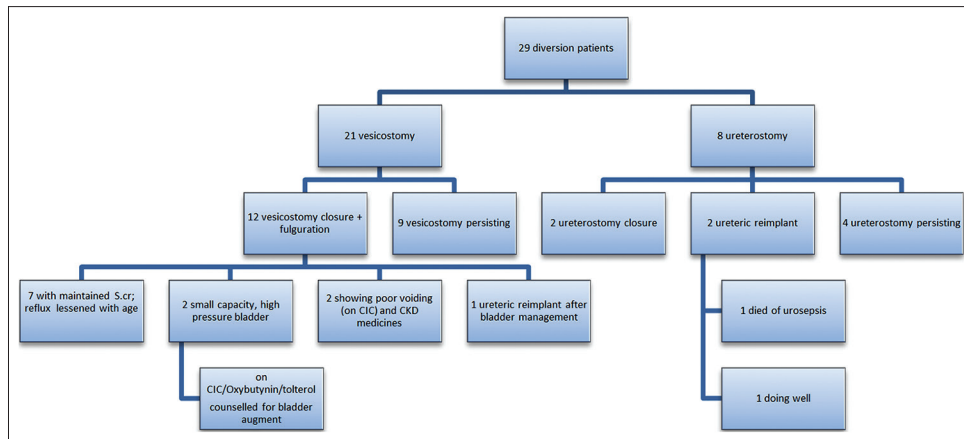 29 diversion patients
21 vesicostomy
8 ureterostomy
12 vesicostomy closure +
fulguration
9 vesicostomy persisting
2 ureterostomy closure
2 ureteric reimplant
4 ureterostomy persisting
7 with maintained S.cr;
reflux lessened with age
2 small capacity, high
pressure bladder
2 showing poor voiding
(on CIC) and CKD
medicines
1 ureteric reimplant after
bladder management
1 died of urosepsis
on
CIC/Oxybutynin/tolterol
counselled for bladder
augment
1 doing well